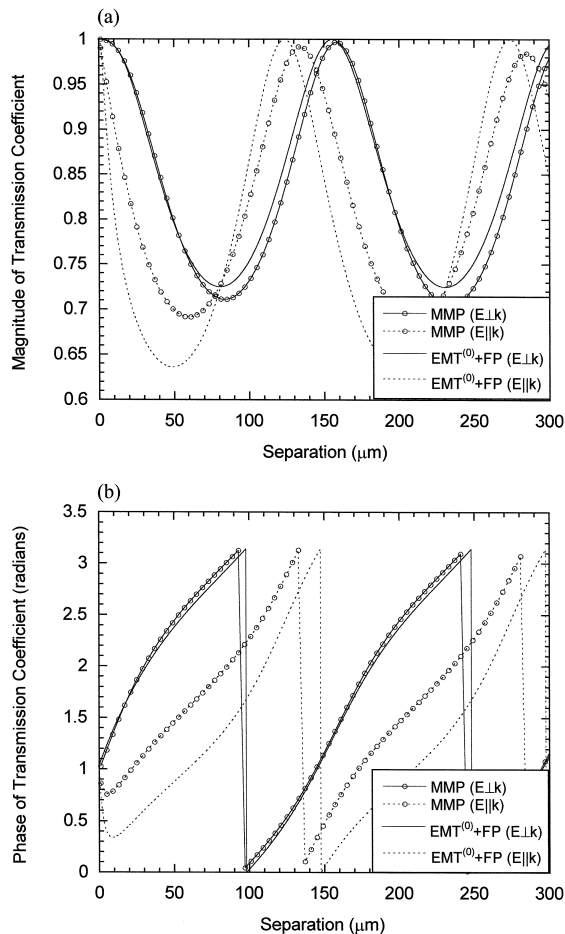 (a)
Magnitude of Transmission Coefficient
1
0.95
0.9
0.85
0.8
0.75
0.7
0.65
0.6
MMP (E⊥k)
MMP (E||k)
EMT(0)+FP (E⊥k)
EMT(0)+FP (E||k)
0 50 100 150 200 250 300
Separation (μm)
(b)
Phase of Transmission Coefficient (radians)
3.5
3
2.5
2
1.5
1
0.5
0
MMP (E⊥k)
MMP (E||k)
EMT(0)+FP (E⊥k)
EMT(0)+FP (E||k)
0 50 100 150 200 250 300
Separation (μm)